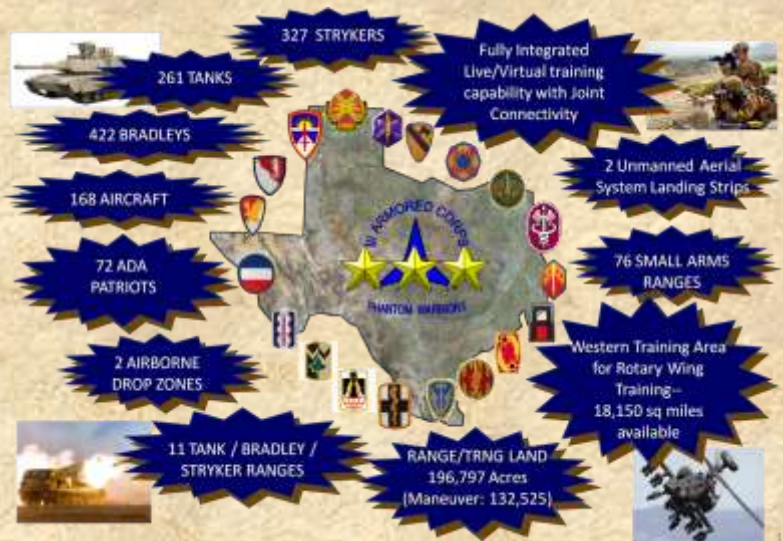 327 STRYKERS
261 TANKS
422 BRADLEYS
168 AIRCRAFT
72 ADA
PATRIOTS
2 AIRBORNE
DROP ZONES
11 TANK / BRADLEY /
STRYKER RANGES
III ARMORED CORPS
PHANTOM WARRIORS
Fully Integrated
Live/Virtual training
capability with Joint
Connectivity
2 Unmanned Aerial
System Landing Strips
76 SMALL ARMS
RANGES
Western Training Area
for Rotary Wing
Training--
18,150 sq miles
available
RANGE/TRNG LAND
196,797 Acres
(Maneuver: 132,525)